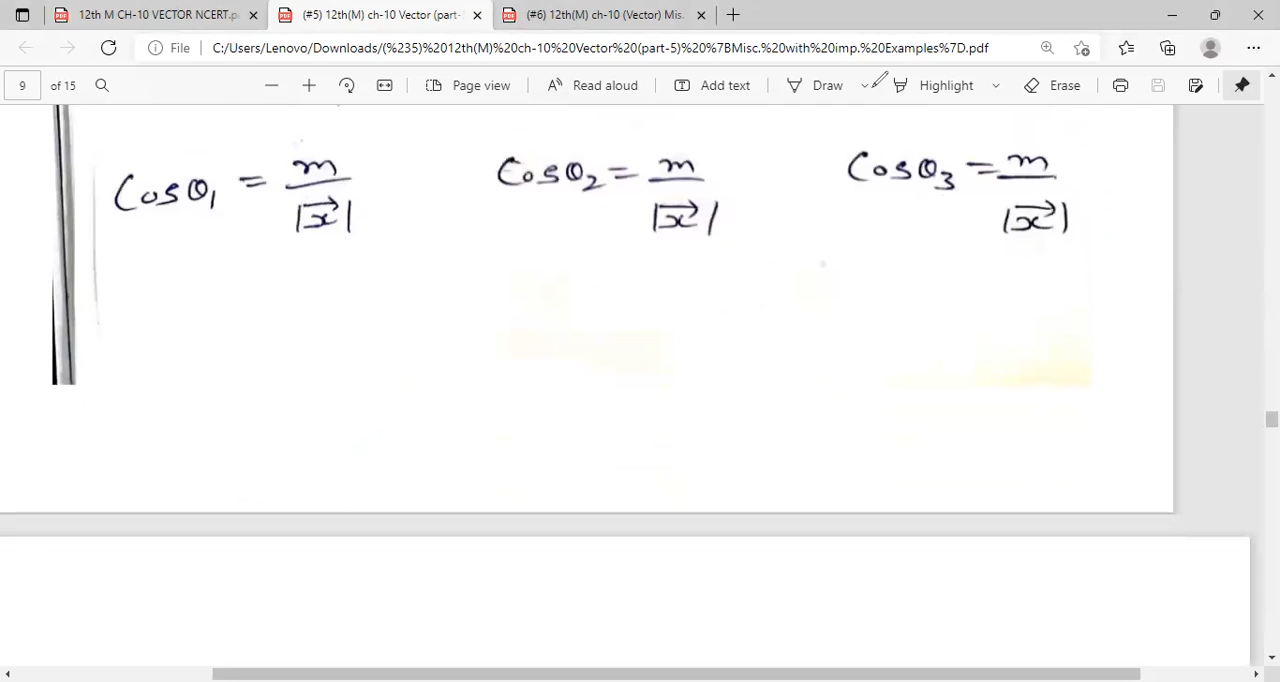 12th M CH-10 VECTOR NCERT.p
(#5) 12th(M) ch-10 Vector (part-
(#6) 12th(M) ch-10 (Vector) Mis.
File
C:/Users/Lenovo/Downloads/(%235)%2012th(M)%20ch-10%20Vector%20(part-5)%20%7BMisc.%20with%20imp.%20Examples%7D.pdf
9 of 15
Page view
Read aloud
Add text
Draw
Highlight
Erase
Cosθ₁ = m/|x⃗| Cosθ₂ = m/|x⃗| Cosθ₃ = m/|x⃗|